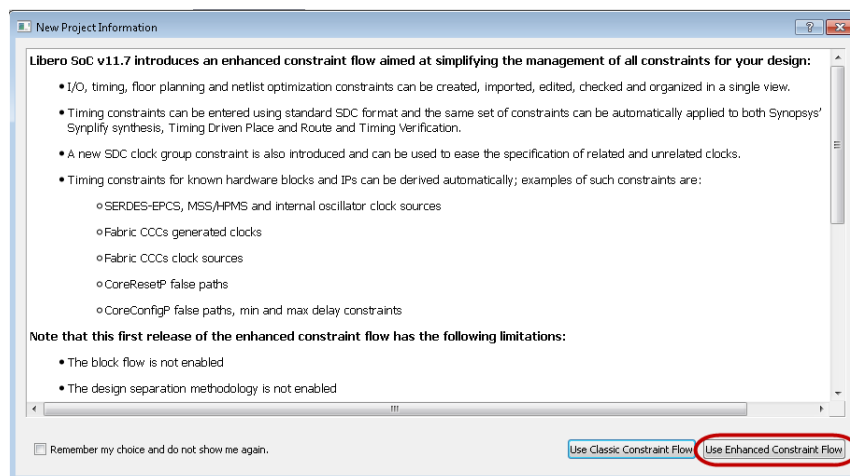 New Project Information
Libero SoC v11.7 introduces an enhanced constraint flow aimed at simplifying the management of all constraints for your design:
• I/O, timing, floor planning and netlist optimization constraints can be created, imported, edited, checked and organized in a single view.
• Timing constraints can be entered using standard SDC format and the same set of constraints can be automatically applied to both Synopsys'
Synplify synthesis, Timing Driven Place and Route and Timing Verification.
• A new SDC clock group constraint is also introduced and can be used to ease the specification of related and unrelated clocks.
• Timing constraints for known hardware blocks and IPs can be derived automatically; examples of such constraints are:
○ SERDES-EPCS, MSS/HPMS and internal oscillator clock sources
○ Fabric CCCs generated clocks
○ Fabric CCCs clock sources
○ CoreResetP false paths
○ CoreConfigP false paths, min and max delay constraints
Note that this first release of the enhanced constraint flow has the following limitations:
• The block flow is not enabled
• The design separation methodology is not enabled
Remember my choice and do not show me again.
Use Classic Constraint Flow
Use Enhanced Constraint Flow